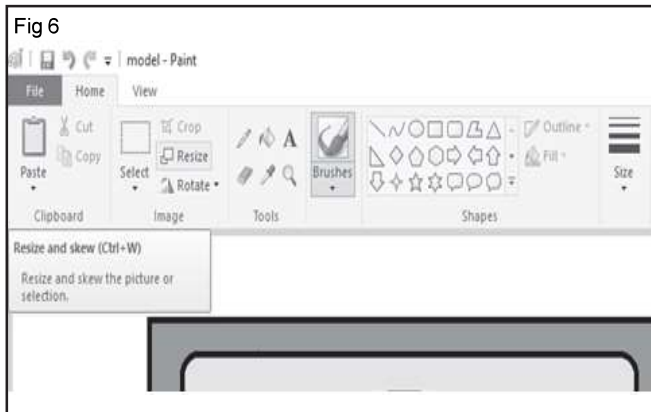 Fig 6
model - Paint
File Home View
Cut
Copy
Paste
Clipboard
Crop
Resize
Rotate
Select
Image
A
Tools
Brushes
Outline
Fill
Shapes
Size
Resize and skew (Ctrl+W)
Resize and skew the picture or
selection.